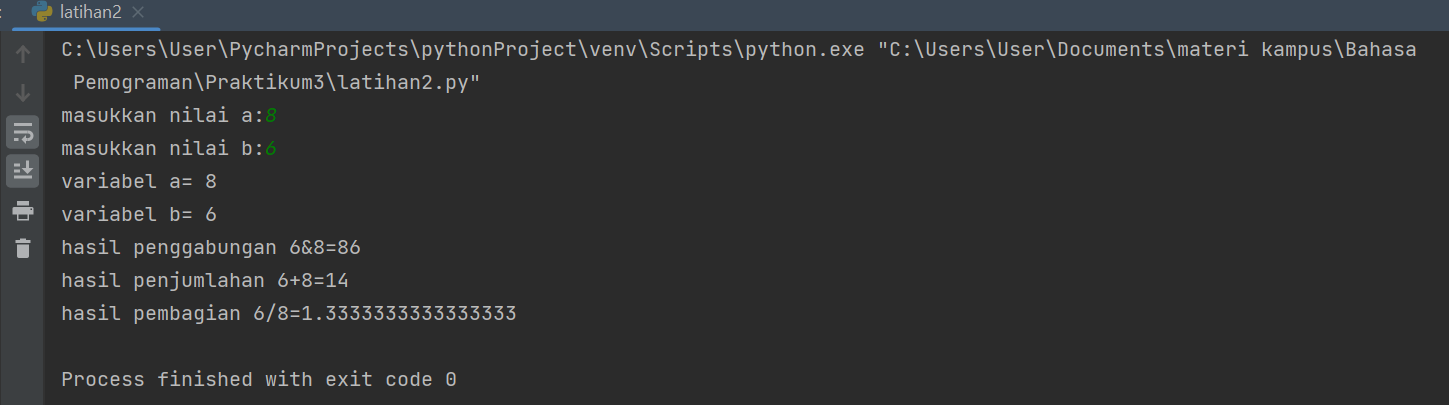 latihan2
C:\Users\User\PycharmProjects\pythonProject\venv\Scripts\python.exe "C:\Users\User\Documents\materi kampus\Bahasa
Pemograman\Praktikum3\latihan2.py"
masukkan nilai a:8
masukkan nilai b:6
variabel a= 8
variabel b= 6
hasil penggabungan 6&8=86
hasil penjumlahan 6+8=14
hasil pembagian 6/8=1.3333333333333333
Process finished with exit code 0